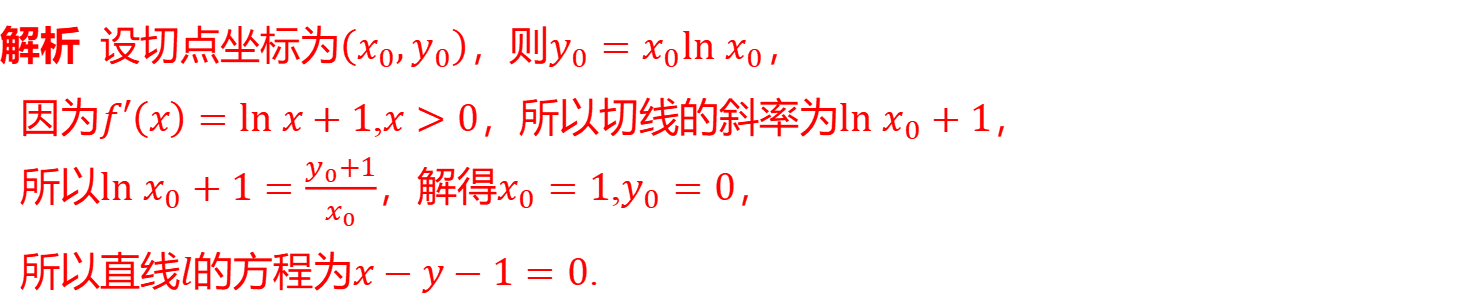 解析 设切点坐标为(x₀, y₀)，则y₀ = x₀ln x₀，
因为f′(x) = ln x + 1,x > 0，所以切线的斜率为ln x₀ + 1，
所以ln x₀ + 1 = (y₀+1)/x₀，解得x₀ = 1,y₀ = 0，
所以直线l的方程为x − y − 1 = 0.